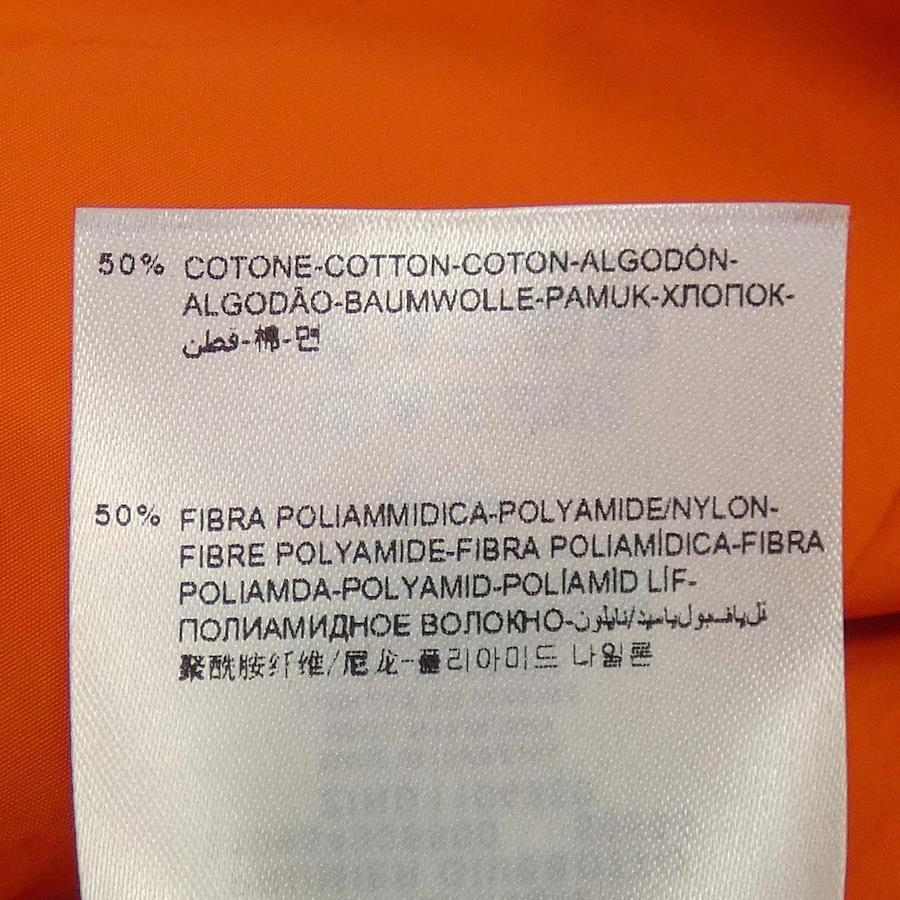 50% COTONE-COTTON-COTON-ALGODÓN-
ALGODÃO-BAUMWOLLE-PAMUK-ХЛОПОК-
قطن-棉-면
50% FIBRA POLIAMMIDICA-POLYAMIDE/NYLON-
FIBRE POLYAMIDE-FIBRA POLIAMÍDICA-FIBRA
POLIAMDA-POLYAMID-POLİAMİD LİF-
ПОЛИАМИДНОЕ ВОЛОКНО-
聚酰胺纤维/尼龙-폴리아미드 나일론